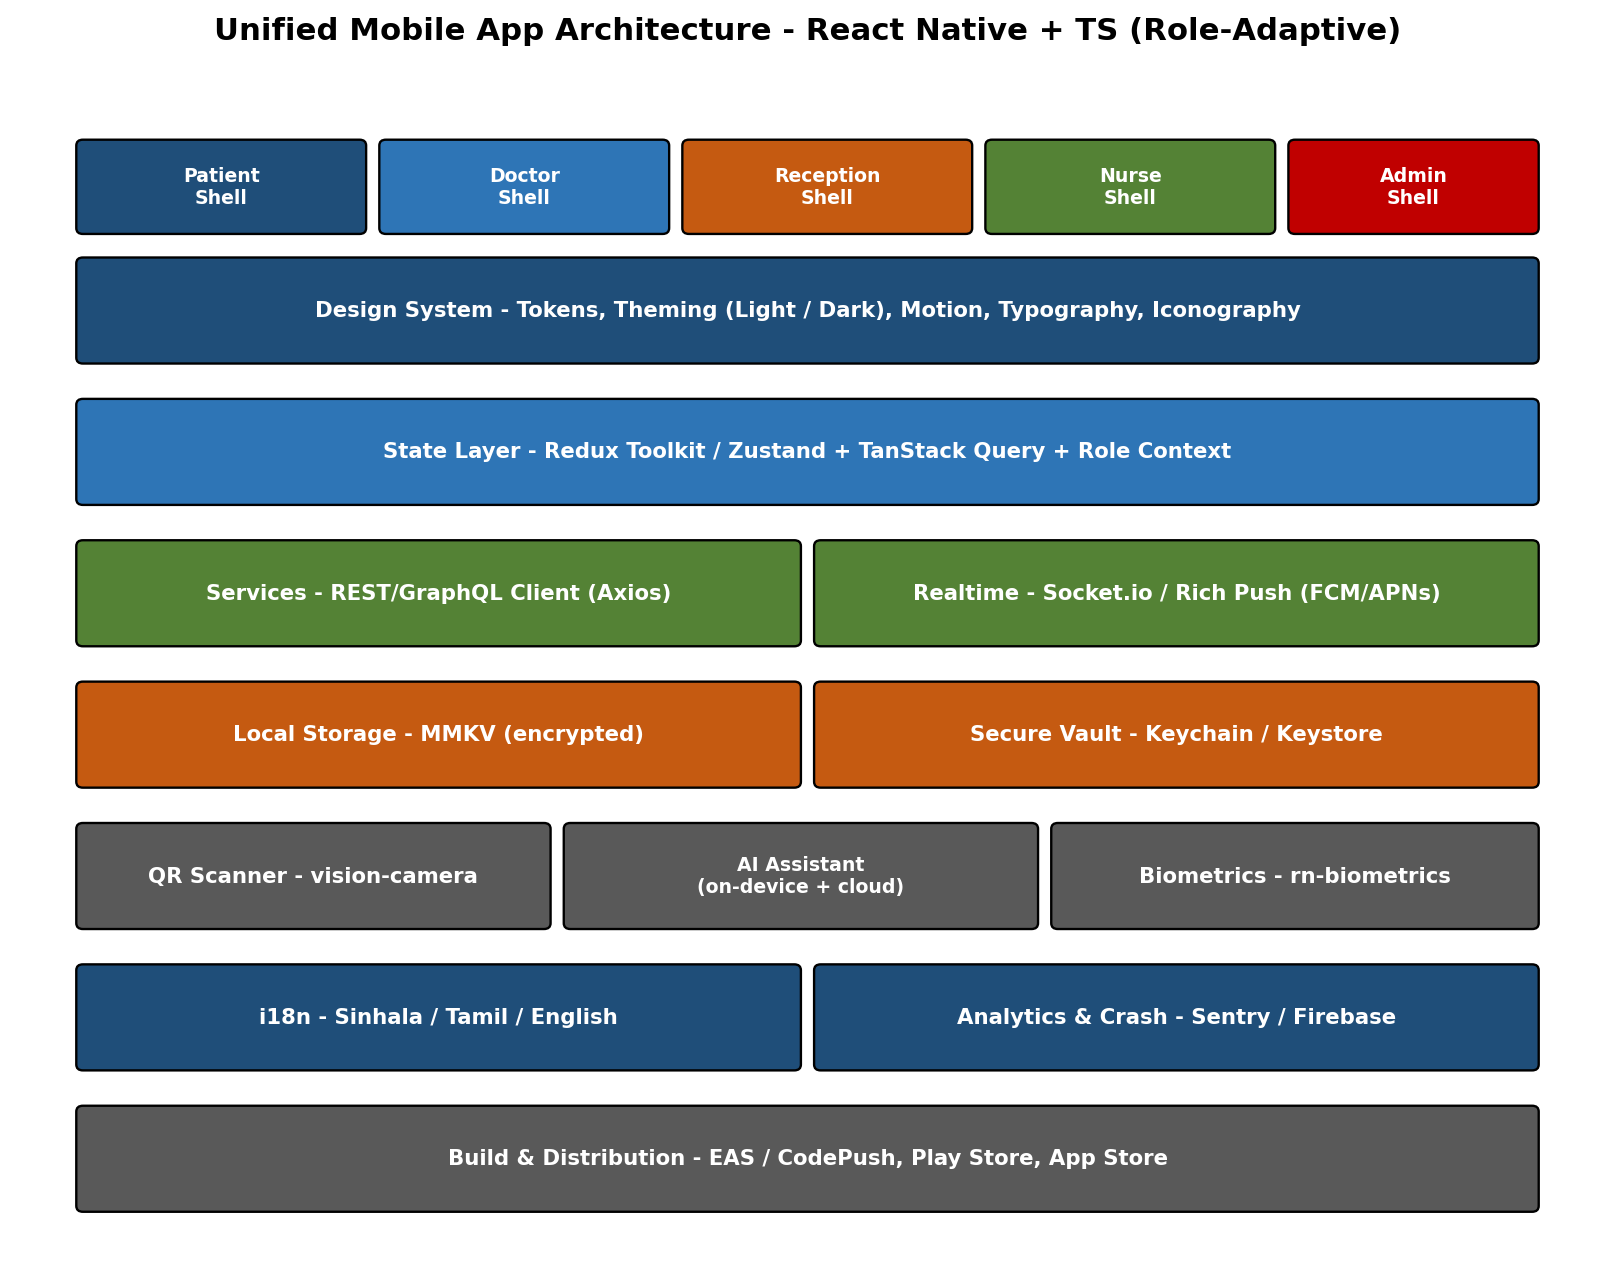 Unified Mobile App Architecture - React Native + TS (Role-Adaptive)
Patient
Shell
Doctor
Shell
Reception
Shell
Nurse
Shell
Admin
Shell
Design System - Tokens, Theming (Light / Dark), Motion, Typography, Iconography
State Layer - Redux Toolkit / Zustand + TanStack Query + Role Context
Services - REST/GraphQL Client (Axios)
Realtime - Socket.io / Rich Push (FCM/APNs)
Local Storage - MMKV (encrypted)
Secure Vault - Keychain / Keystore
QR Scanner - vision-camera
AI Assistant
(on-device + cloud)
Biometrics - rn-biometrics
i18n - Sinhala / Tamil / English
Analytics & Crash - Sentry / Firebase
Build & Distribution - EAS / CodePush, Play Store, App Store